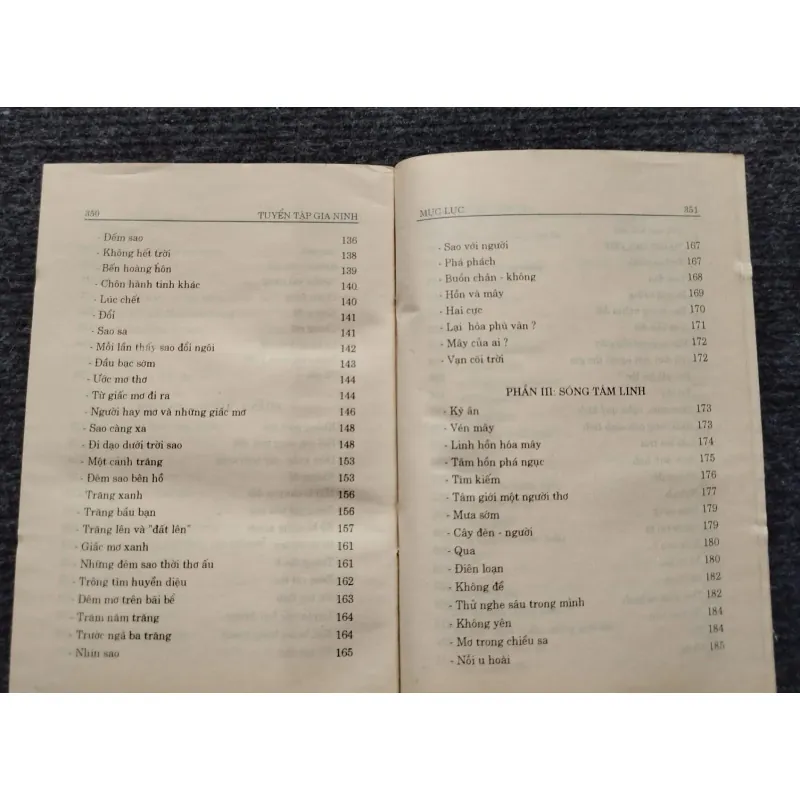 350 TUYỂN TẬP GIA NINH
- Đếm sao 136
- Không hết trời 138
- Bến hoàng hôn 139
- Chôn hành tinh khác 140
- Lúc chết 140
- Đổi 141
- Sao sa 141
- Mỗi lần thấy sao đổi ngôi 142
- Đầu bạc sớm 143
- Ước mơ thơ 144
- Từ giấc mơ đi ra 144
- Người hay mơ và những giấc mơ 146
- Sao càng xa 148
- Đi dạo dưới trời sao 148
- Một cảnh trăng 153
- Đêm sao bên hồ 153
- Trăng xanh 156
- Trăng bầu bạn 156
- Trăng lên và "đất lên" 157
- Giấc mơ xanh 161
- Những đêm sao thời thơ ấu 161
- Trông tìm huyền diệu 162
- Đêm mơ trên bãi bể 163
- Trăm năm trăng 164
- Trước ngã ba trăng 164
- Nhìn sao 165
MỤC LỤC 351
- Sao với người 167
- Phá phách 167
- Buồn chân - không 168
- Hồn và mây 169
- Hai cực 170
- Lại hóa phù vân ? 171
- Mây của ai ? 172
- Vạn cõi trời 172
PHẦN III: SÓNG TÂM LINH
- Ký ân 173
- Vén mây 173
- Linh hồn hóa mây 174
- Tâm hồn phá ngục 175
- Tìm kiếm 176
- Tâm giới một người thơ 177
- Mưa sớm 179
- Cây đèn - người 179
- Qua 180
- Điên loạn 180
- Không đề 182
- Thử nghe sâu trong mình 182
- Không yên 184
- Mơ trong chiều sa 184
- Nỗi u hoài 185